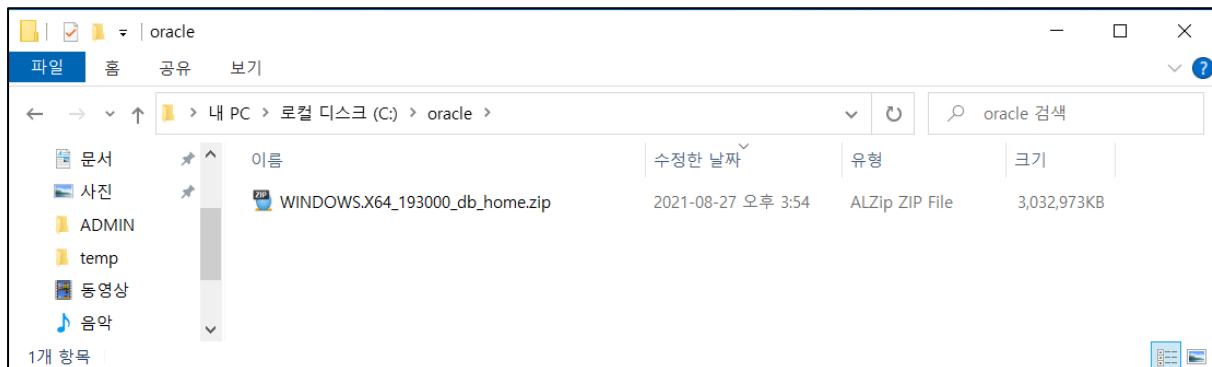 oracle
파일 홈 공유 보기
내 PC > 로컬 디스크 (C:) > oracle > oracle 검색
문서 이름 수정한 날짜 유형 크기
사진 WINDOWS.X64_193000_db_home.zip 2021-08-27 오후 3:54 ALZip ZIP File 3,032,973KB
ADMIN
temp
동영상
음악
1개 항목